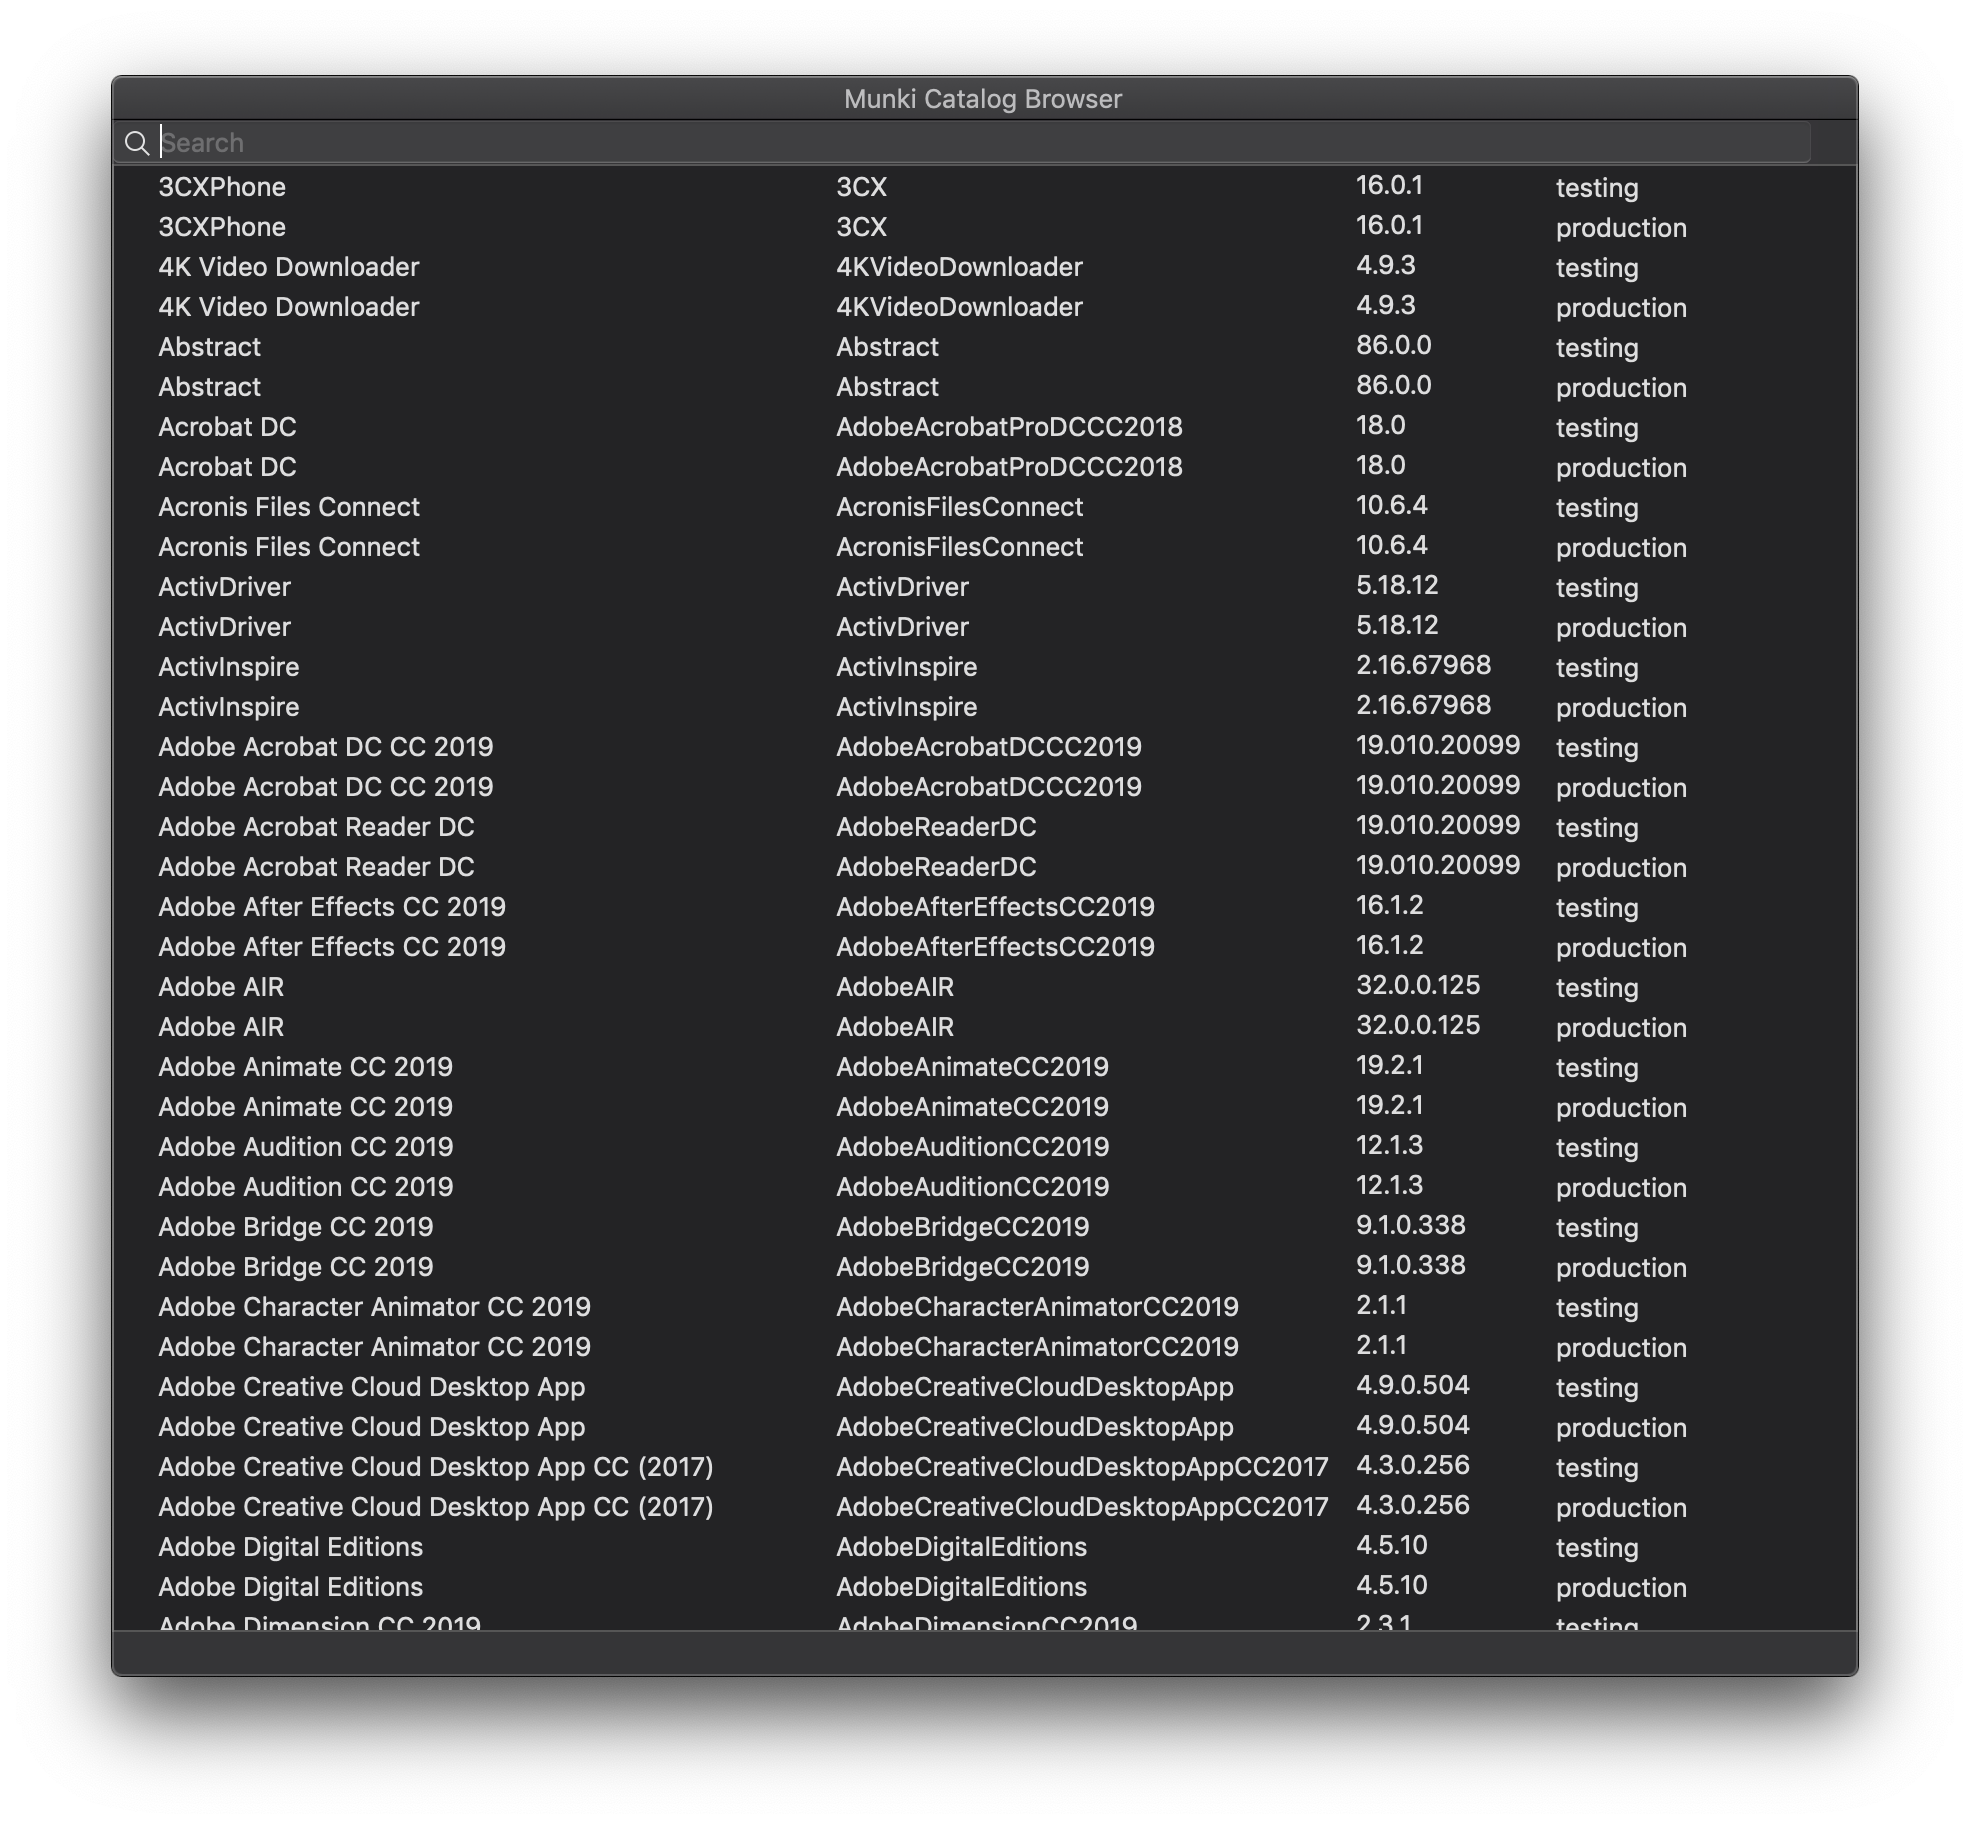 Munki Catalog Browser
Search
3CXPhone 3CX 16.0.1 testing
3CXPhone 3CX 16.0.1 production
4K Video Downloader 4KVideoDownloader 4.9.3 testing
4K Video Downloader 4KVideoDownloader 4.9.3 production
Abstract Abstract 86.0.0 testing
Abstract Abstract 86.0.0 production
Acrobat DC AdobeAcrobatProDCCC2018 18.0 testing
Acrobat DC AdobeAcrobatProDCCC2018 18.0 production
Acronis Files Connect AcronisFilesConnect 10.6.4 testing
Acronis Files Connect AcronisFilesConnect 10.6.4 production
ActivDriver ActivDriver 5.18.12 testing
ActivDriver ActivDriver 5.18.12 production
ActivInspire ActivInspire 2.16.67968 testing
ActivInspire ActivInspire 2.16.67968 production
Adobe Acrobat DC CC 2019 AdobeAcrobatDCCC2019 19.010.20099 testing
Adobe Acrobat DC CC 2019 AdobeAcrobatDCCC2019 19.010.20099 production
Adobe Acrobat Reader DC AdobeReaderDC 19.010.20099 testing
Adobe Acrobat Reader DC AdobeReaderDC 19.010.20099 production
Adobe After Effects CC 2019 AdobeAfterEffectsCC2019 16.1.2 testing
Adobe After Effects CC 2019 AdobeAfterEffectsCC2019 16.1.2 production
Adobe AIR AdobeAIR 32.0.0.125 testing
Adobe AIR AdobeAIR 32.0.0.125 production
Adobe Animate CC 2019 AdobeAnimateCC2019 19.2.1 testing
Adobe Animate CC 2019 AdobeAnimateCC2019 19.2.1 production
Adobe Audition CC 2019 AdobeAuditionCC2019 12.1.3 testing
Adobe Audition CC 2019 AdobeAuditionCC2019 12.1.3 production
Adobe Bridge CC 2019 AdobeBridgeCC2019 9.1.0.338 testing
Adobe Bridge CC 2019 AdobeBridgeCC2019 9.1.0.338 production
Adobe Character Animator CC 2019 AdobeCharacterAnimatorCC2019 2.1.1 testing
Adobe Character Animator CC 2019 AdobeCharacterAnimatorCC2019 2.1.1 production
Adobe Creative Cloud Desktop App AdobeCreativeCloudDesktopApp 4.9.0.504 testing
Adobe Creative Cloud Desktop App AdobeCreativeCloudDesktopApp 4.9.0.504 production
Adobe Creative Cloud Desktop App CC (2017) AdobeCreativeCloudDesktopAppCC2017 4.3.0.256 testing
Adobe Creative Cloud Desktop App CC (2017) AdobeCreativeCloudDesktopAppCC2017 4.3.0.256 production
Adobe Digital Editions AdobeDigitalEditions 4.5.10 testing
Adobe Digital Editions AdobeDigitalEditions 4.5.10 production
Adobe Dimension CC 2019 AdobeDimensionCC2019 2.3.1 testing